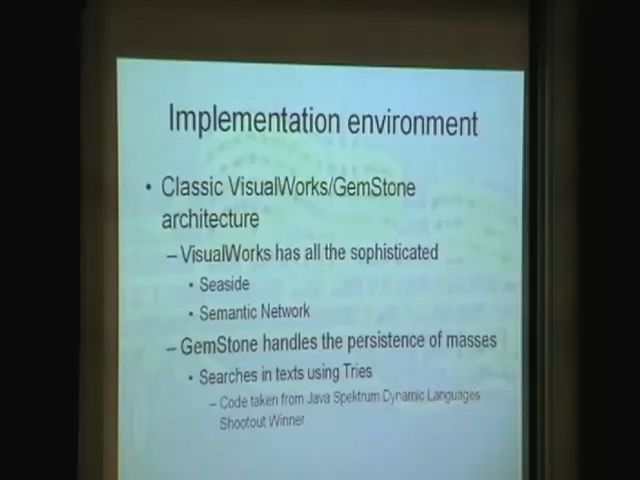 Implementation environment
• Classic VisualWorks/GemStone
architecture
– VisualWorks has all the sophisticated
• Seaside
• Semantic Network
– GemStone handles the persistence of masses
• Searches in texts using Tries
– Code taken from Java Spektrum Dynamic Languages
Shootout Winner